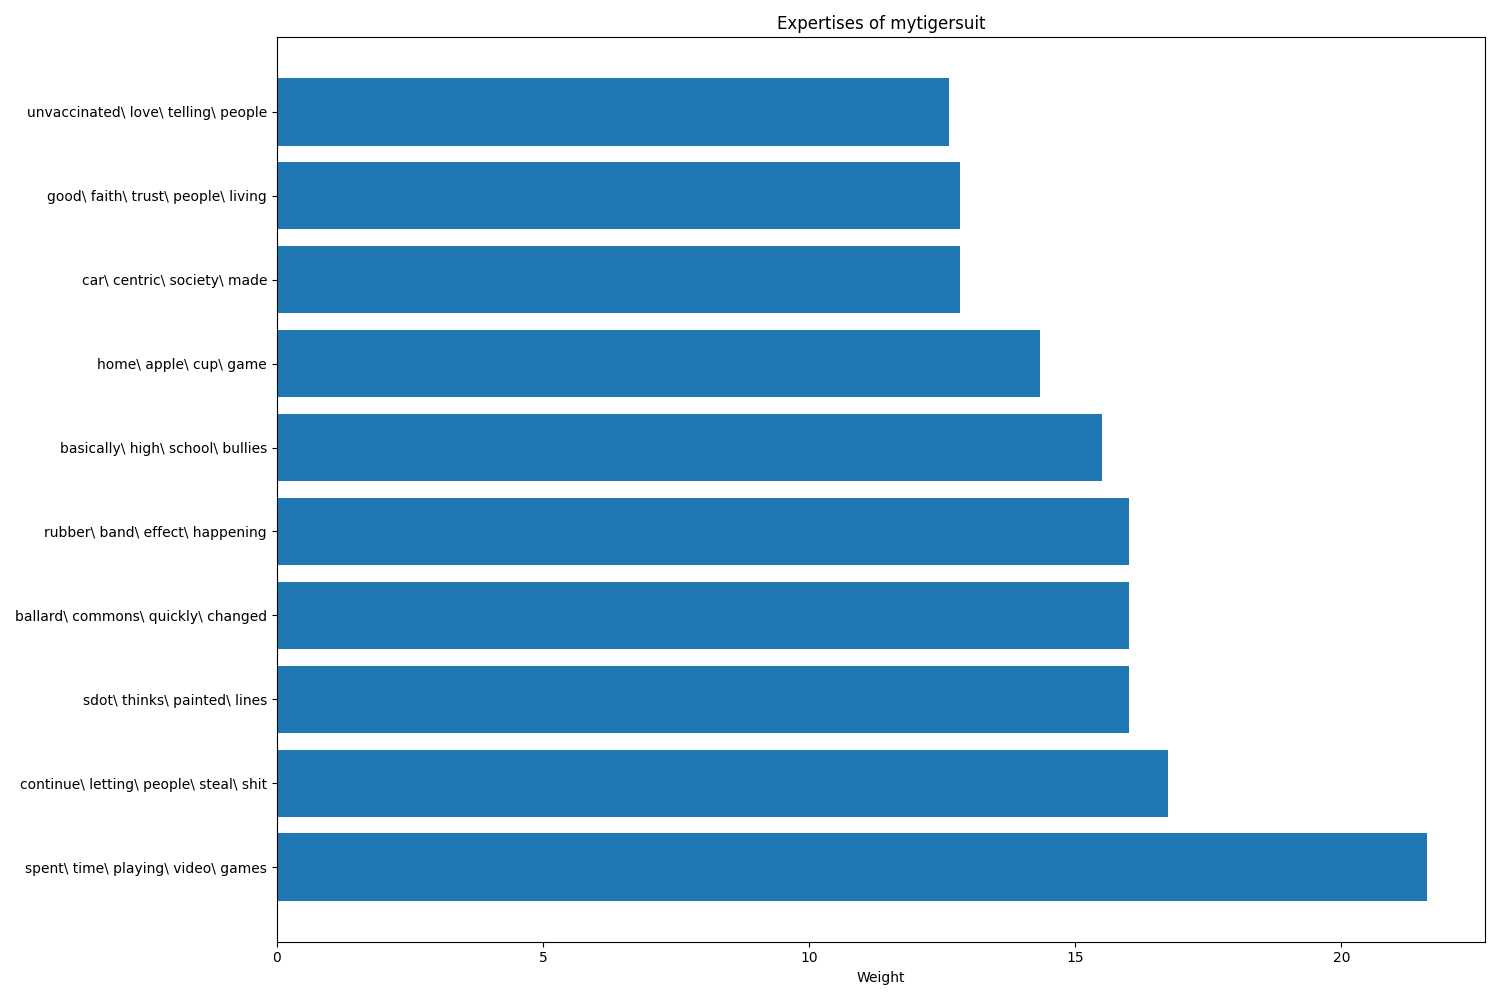 Expertises of mytigersuit
unvaccinated\ love\ telling\ people
good\ faith\ trust\ people\ living
car\ centric\ society\ made
home\ apple\ cup\ game
basically\ high\ school\ bullies
rubber\ band\ effect\ happening
ballard\ commons\ quickly\ changed
sdot\ thinks\ painted\ lines
continue\ letting\ people\ steal\ shit
spent\ time\ playing\ video\ games
0 5 10 15 20
Weight